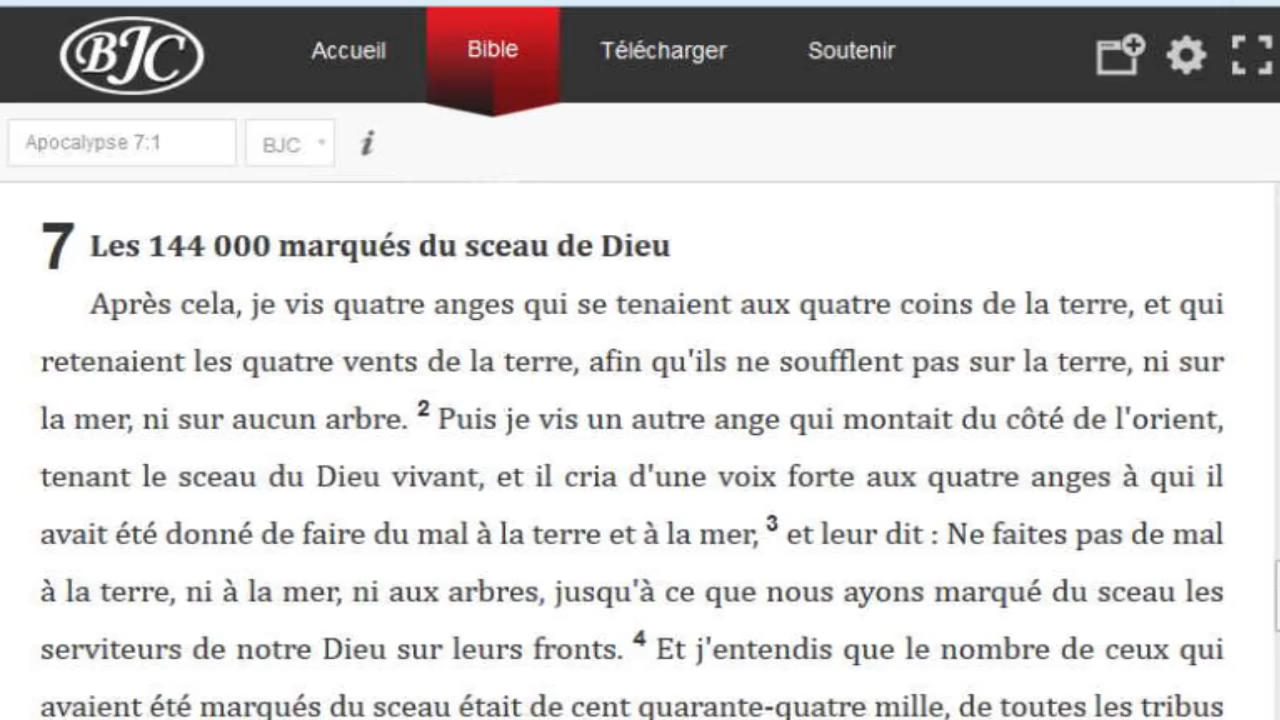 BJC Accueil Bible Télécharger Soutenir
Apocalypse 7:1 BJC i
7 Les 144 000 marqués du sceau de Dieu
Après cela, je vis quatre anges qui se tenaient aux quatre coins de la terre, et qui
retenaient les quatre vents de la terre, afin qu'ils ne soufflent pas sur la terre, ni sur
la mer, ni sur aucun arbre. 2 Puis je vis un autre ange qui montait du côté de l'orient,
tenant le sceau du Dieu vivant, et il cria d'une voix forte aux quatre anges à qui il
avait été donné de faire du mal à la terre et à la mer, 3 et leur dit : Ne faites pas de mal
à la terre, ni à la mer, ni aux arbres, jusqu'à ce que nous ayons marqué du sceau les
serviteurs de notre Dieu sur leurs fronts. 4 Et j'entendis que le nombre de ceux qui
avaient été marqués du sceau était de cent quarante-quatre mille, de toutes les tribus